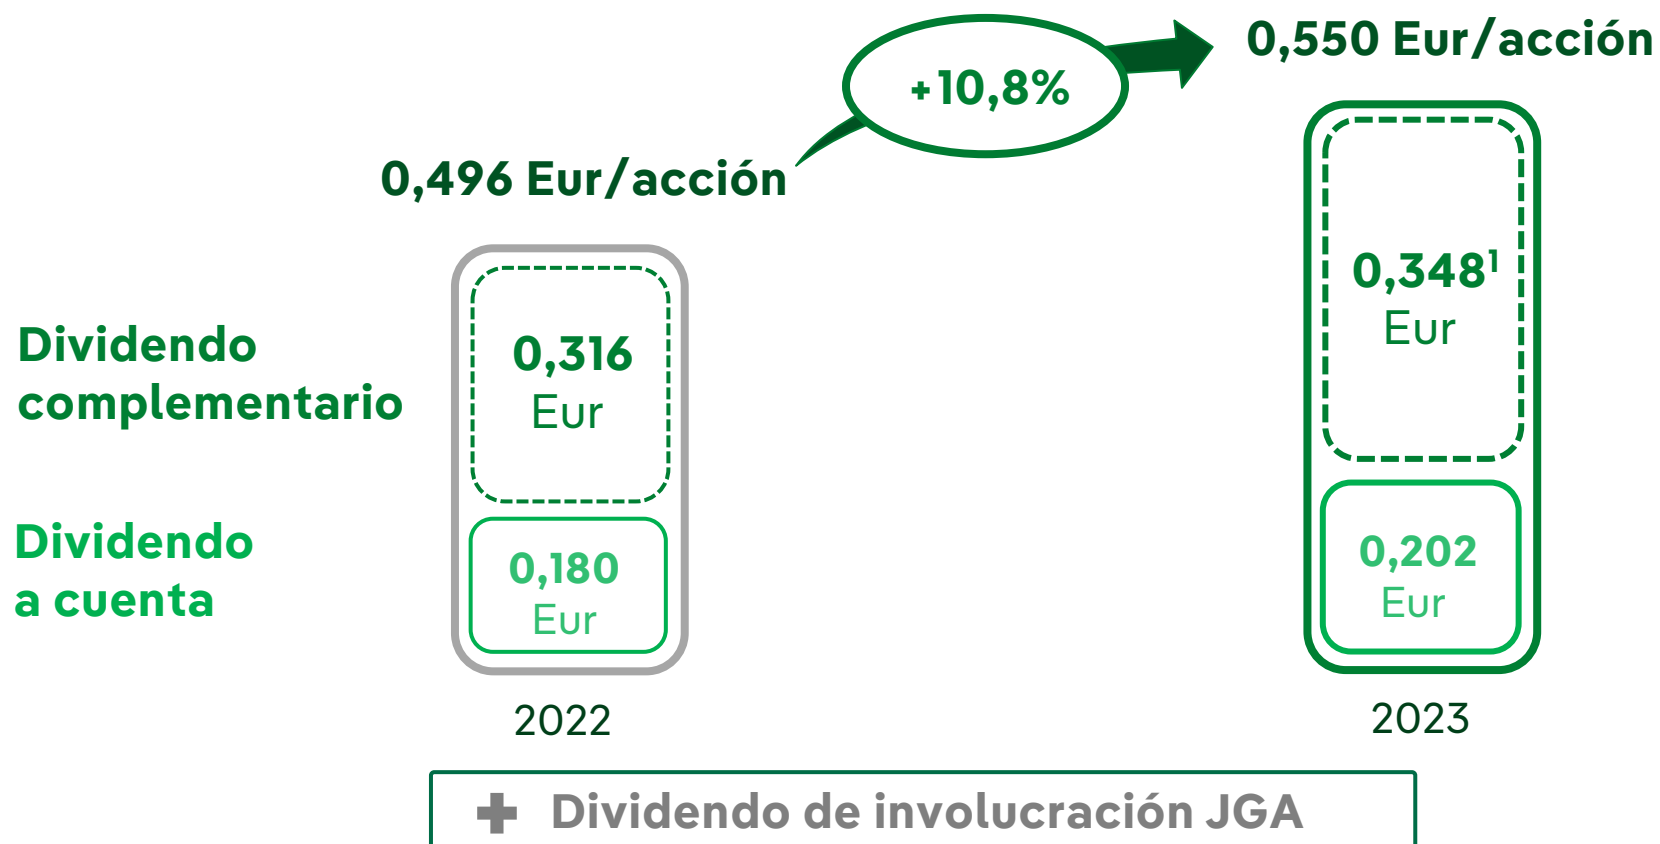 0,550 Eur/acción
+10,8%
0,496 Eur/acción
Dividendo
complementario
0,316
Eur
0,348¹
Eur
Dividendo
a cuenta
0,180
Eur
0,202
Eur
2022
2023
+ Dividendo de involucración JGA